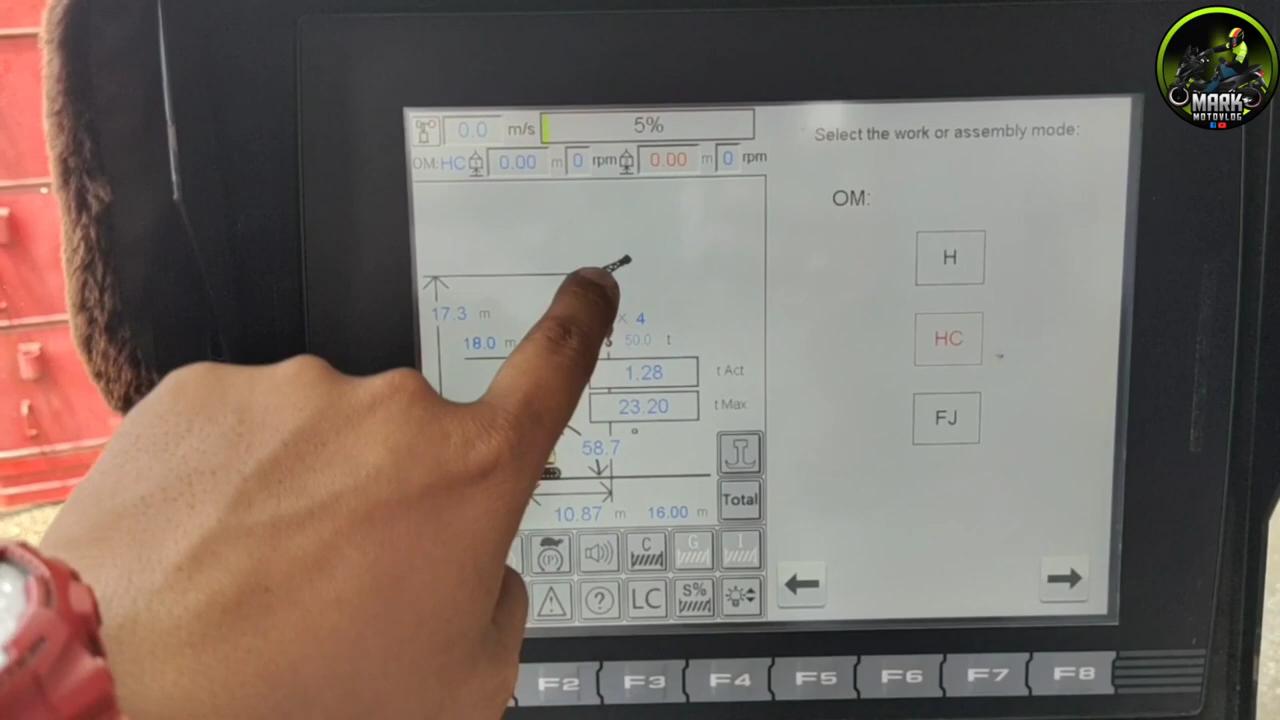 MARK
MOTOVLOG
0.0 m/s 5%
OM: HC 0.00 m 0 rpm 0.00 m 0 rpm
Select the work or assembly mode:
OM:
H
HC
FJ
17.3 m
X 4
18.0 m
50.0 t
1.28 t Act
23.20 t Max
58.7 °
10.87 m 16.00 m
Total
(P) C G I
? LC S%
F2 F3 F4 F5 F6 F7 F8